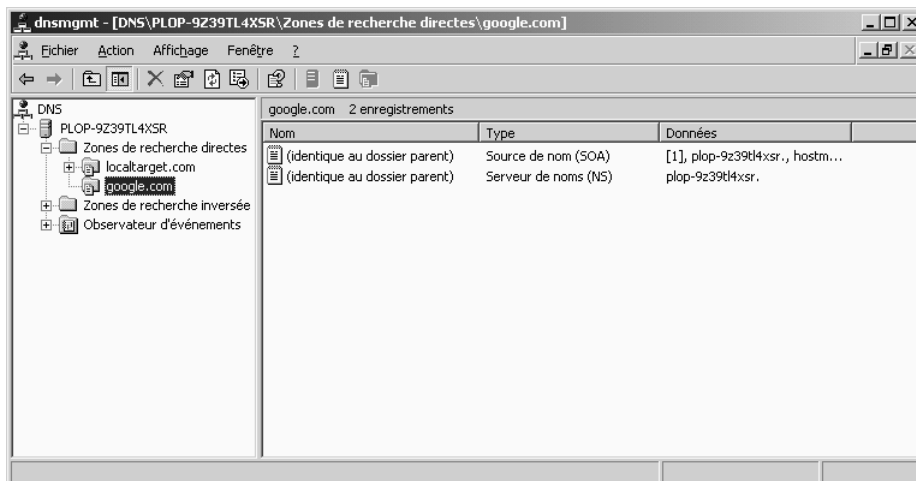 dnsmgmt - [DNS\PLOP-9Z39TL4XSR\Zones de recherche directes\google.com]
Fichier Action Affichage Fenêtre ?
DNS
PLOP-9Z39TL4XSR
Zones de recherche directes
localtarget.com
google.com
Zones de recherche inversée
Observateur d'événements
google.com 2 enregistrements
Nom Type Données
(identique au dossier parent) Source de nom (SOA) [1], plop-9z39tl4xsr., hostm...
(identique au dossier parent) Serveur de noms (NS) plop-9z39tl4xsr.